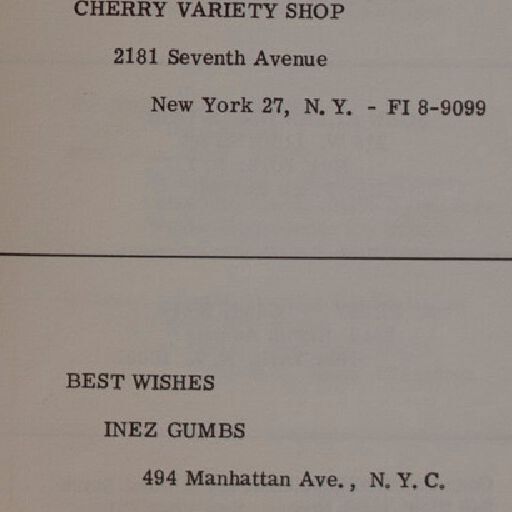 CHERRY VARIETY SHOP
2181 Seventh Avenue
New York 27, N. Y. - FI 8-9099
BEST WISHES
INEZ GUMBS
494 Manhattan Ave., N. Y. C.